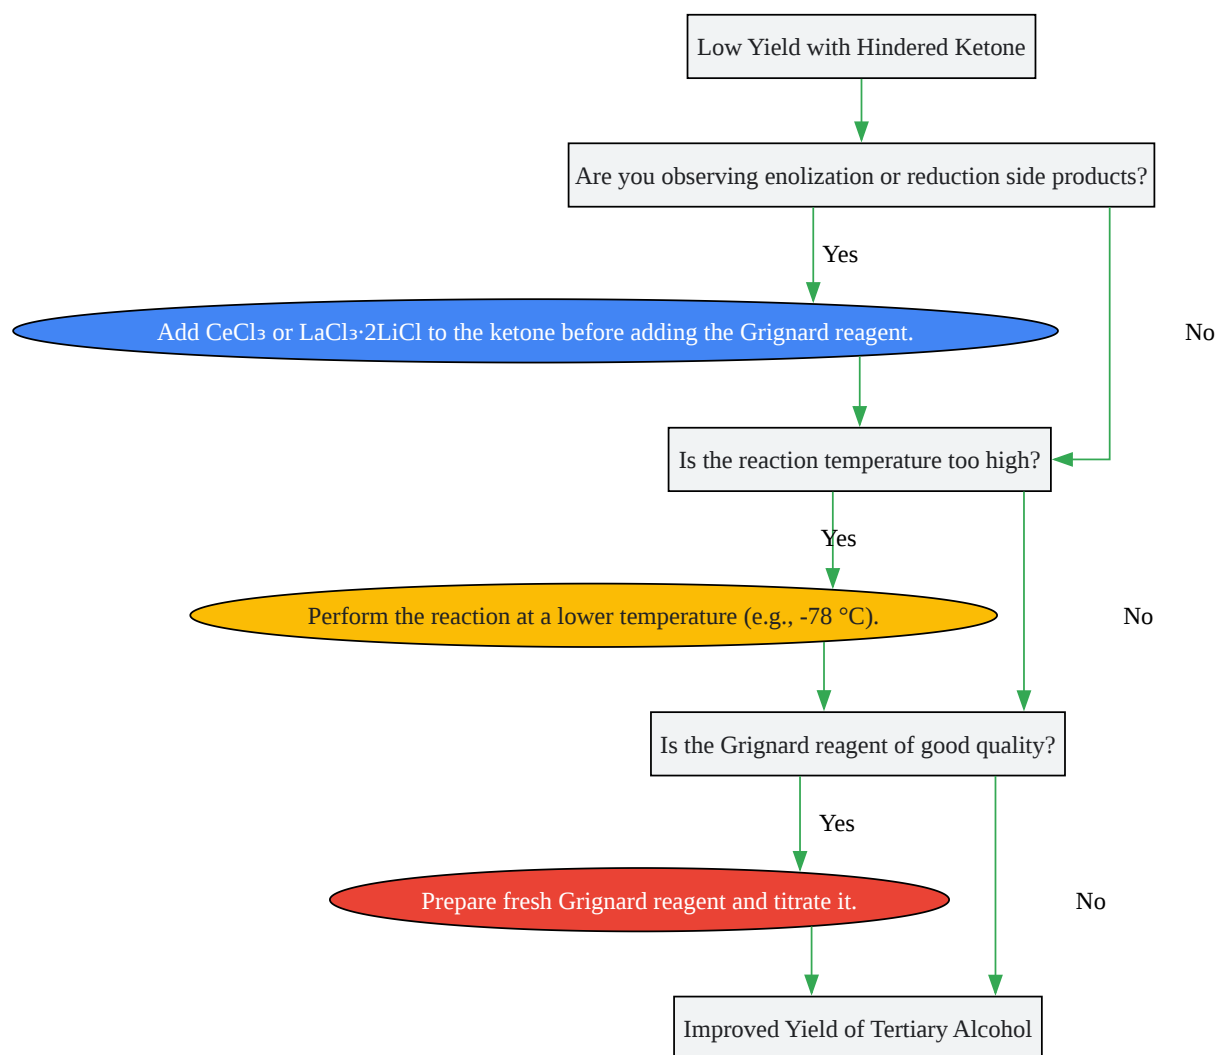 Low Yield with Hindered Ketone
Are you observing enolization or reduction side products?
Yes
Add CeCl₃ or LaCl₃·2LiCl to the ketone before adding the Grignard reagent.
No
Is the reaction temperature too high?
Yes
Perform the reaction at a lower temperature (e.g., -78 °C).
No
Is the Grignard reagent of good quality?
Yes
Prepare fresh Grignard reagent and titrate it.
No
Improved Yield of Tertiary Alcohol